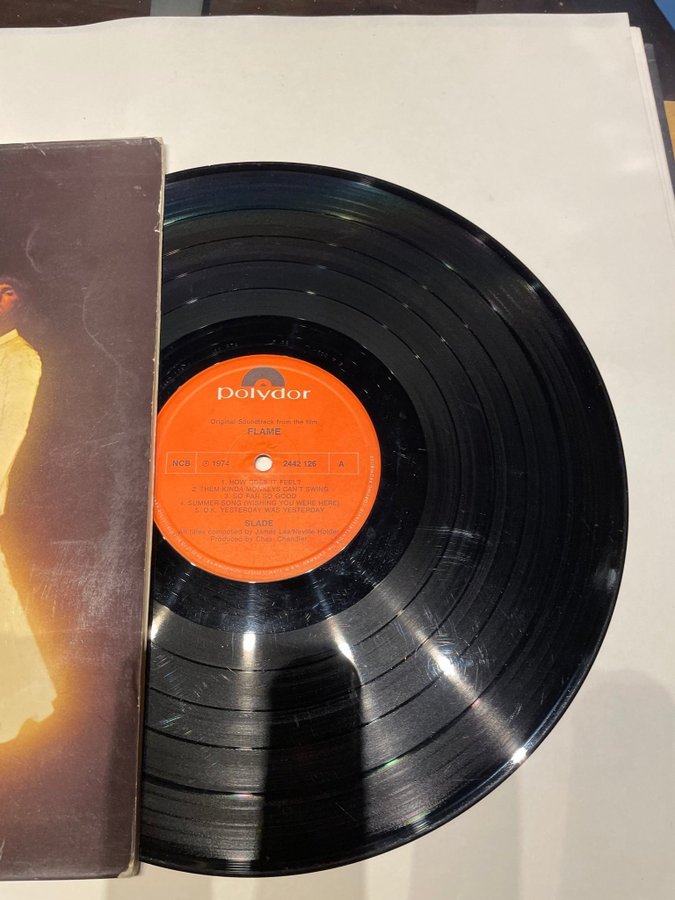 polydor
Original Soundtrack from the film
FLAME
NCB ℗ 1974 2442 126 A
1. HOW DOES IT FEEL?
2. THEM KINDA MONKEYS CAN'T SWING
3. SO FAR SO GOOD
4. SUMMER SONG (WISHING YOU WERE HERE)
5. O.K. YESTERDAY WAS YESTERDAY
SLADE
All titles composed by James Lea/Neville Holder
Produced by Chas. Chandler